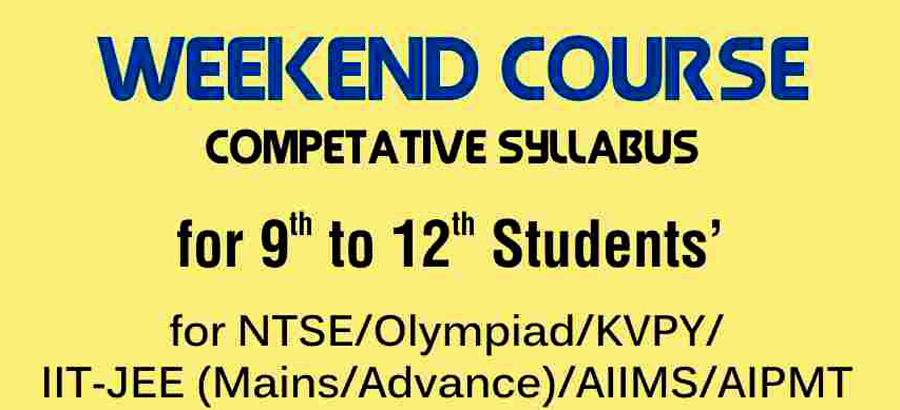 WEEKEND COURSE
COMPETATIVE SYLLABUS
for 9th to 12th Students’
for NTSE/Olympiad/KVPY/
IIT-JEE (Mains/Advance)/AIIMS/AIPMT